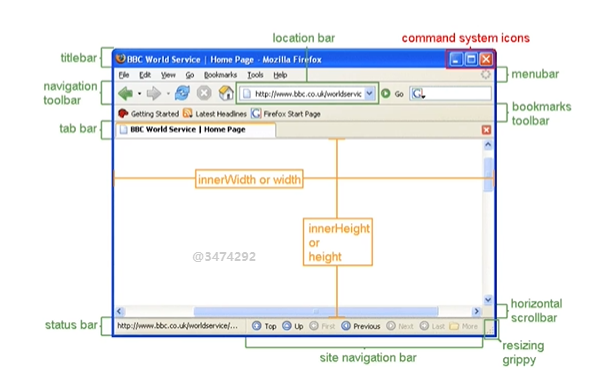 location bar
command system icons
titlebar
BBC World Service | Home Page - Mozilla Firefox
File Edit View Go Bookmarks Tools Help
menubar
navigation
toolbar
http://www.bbc.co.uk/worldservic
Go
G
Getting Started Latest Headlines G Firefox Start Page
bookmarks
toolbar
tab bar
BBC World Service | Home Page
innerWidth or width
innerHeight
or
height
@3474292
horizontal
scrollbar
status bar
http://www.bbc.co.uk/worldservice/...
Top Up First Previous Next Last More
site navigation bar
resizing
grippy